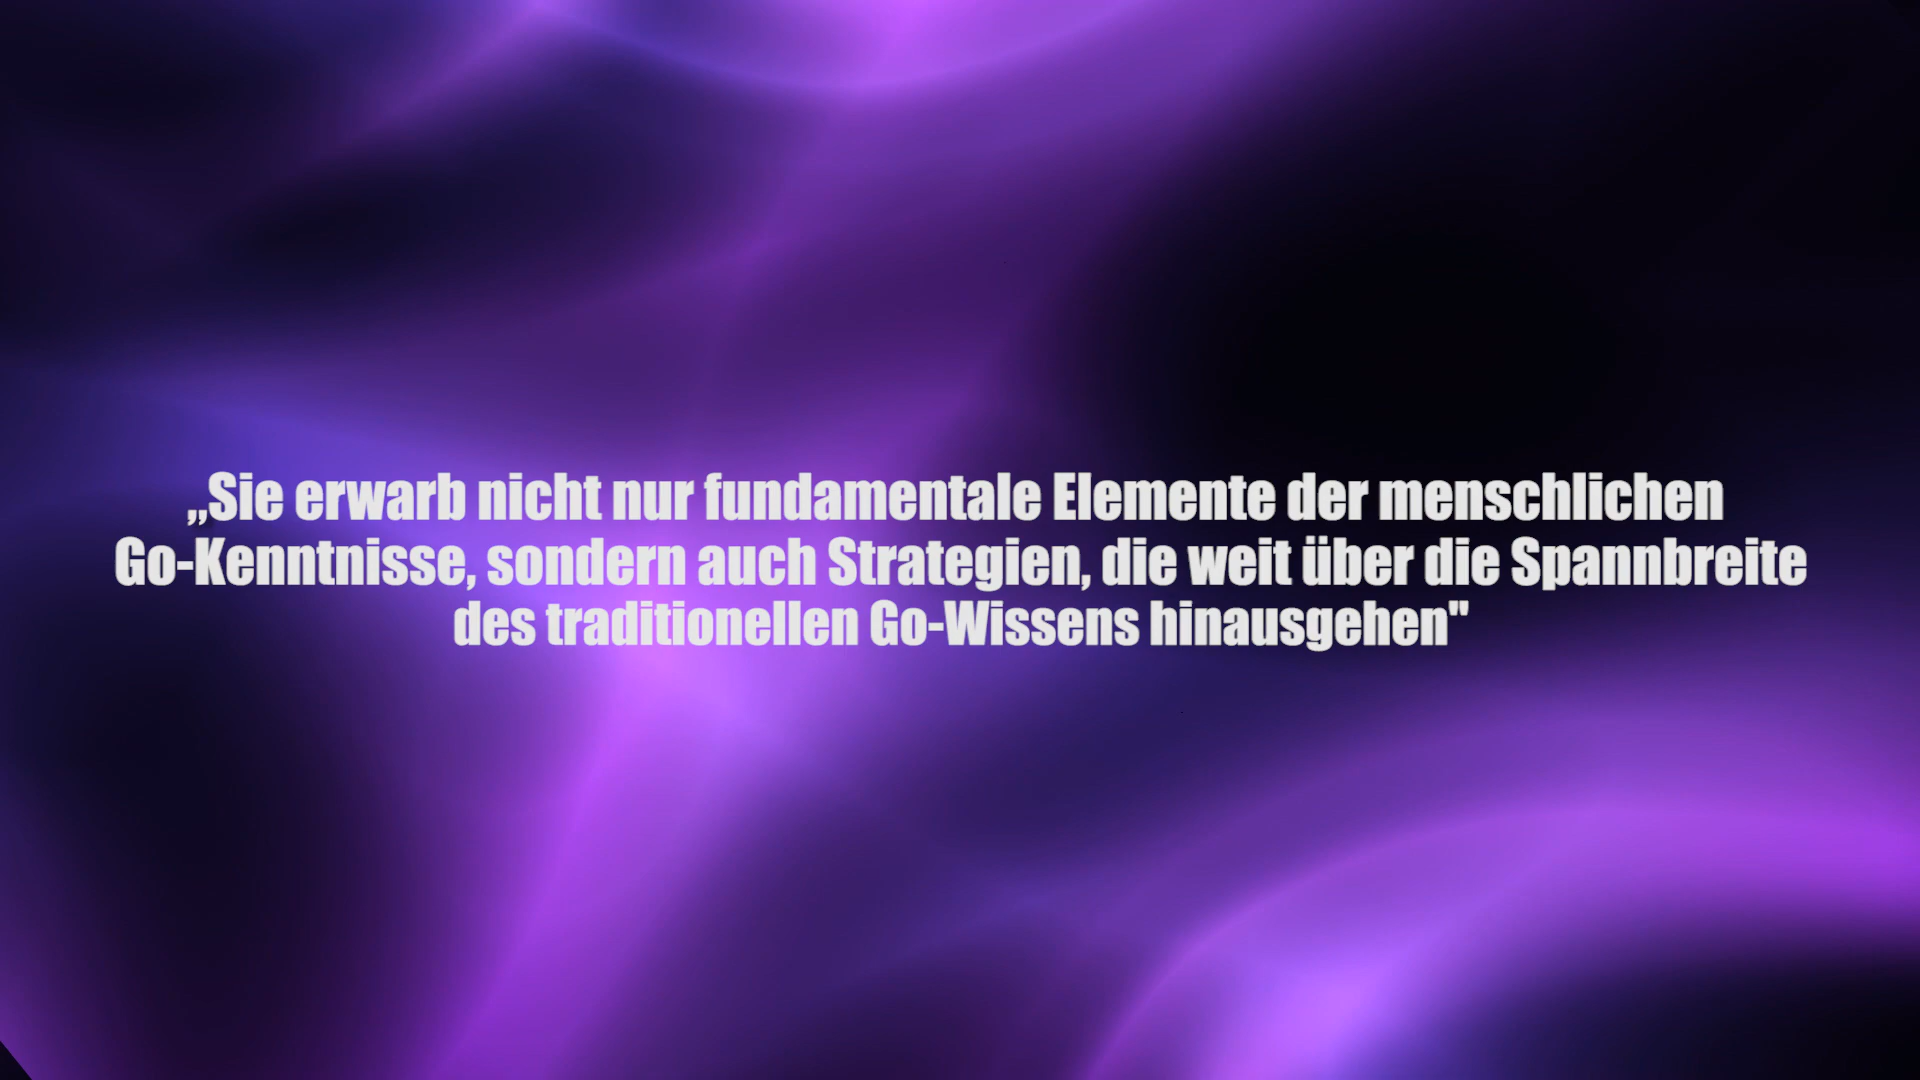 „Sie erwarb nicht nur fundamentale Elemente der menschlichen
Go-Kenntnisse, sondern auch Strategien, die weit über die Spannbreite
des traditionellen Go-Wissens hinausgehen"